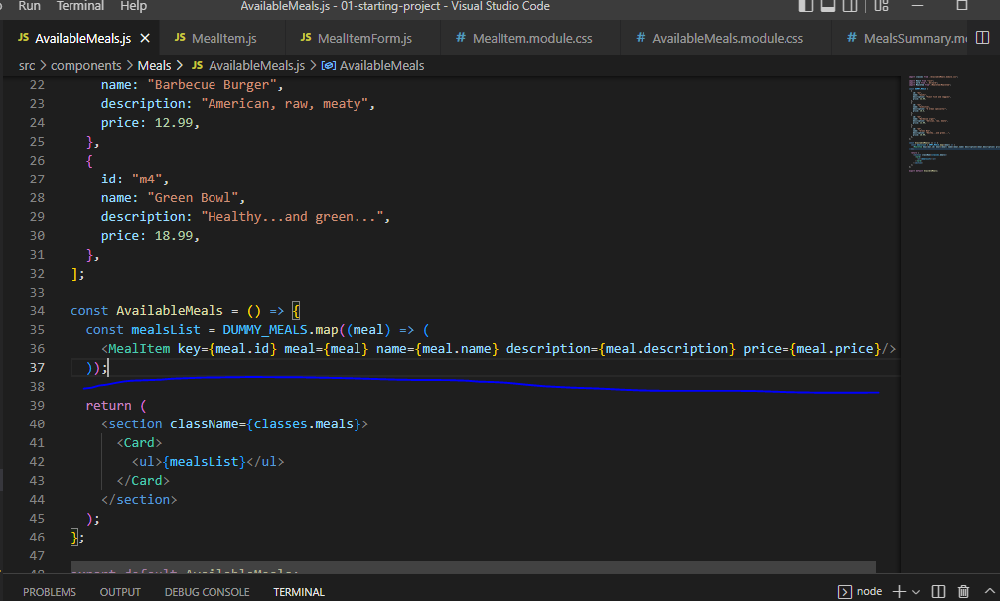 Run Terminal Help AvailableMeals.js - 01-starting-project - Visual Studio Code
JS AvailableMeals.js JS MealItem.js JS MealItemForm.js # MealItem.module.css # AvailableMeals.module.css # MealsSummary.mo
src > components > Meals > JS AvailableMeals.js > AvailableMeals
22 name: "Barbecue Burger",
23 description: "American, raw, meaty",
24 price: 12.99,
25 },
26 {
27 id: "m4",
28 name: "Green Bowl",
29 description: "Healthy...and green...",
30 price: 18.99,
31 },
32 ];
33
34 const AvailableMeals = () => {
35 const mealsList = DUMMY_MEALS.map((meal) => (
36 <MealItem key={meal.id} meal={meal} name={meal.name} description={meal.description} price={meal.price}/>
37 ));
38
39 return (
40 <section className={classes.meals}>
41 <Card>
42 <ul>{mealsList}</ul>
43 </Card>
44 </section>
45 );
46 };
47
48 export default AvailableMeals;
PROBLEMS OUTPUT DEBUG CONSOLE TERMINAL node